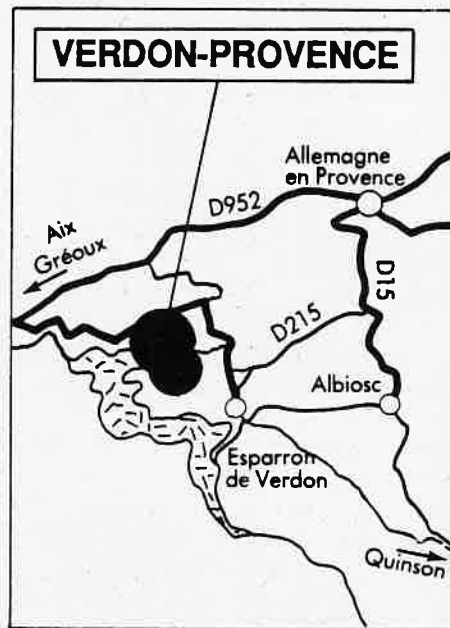 VERDON-PROVENCE
Allemagne
en Provence
D952
Aix
Gréoux
D15
D215
Albiosc
Esparron
de Verdon
Quinson